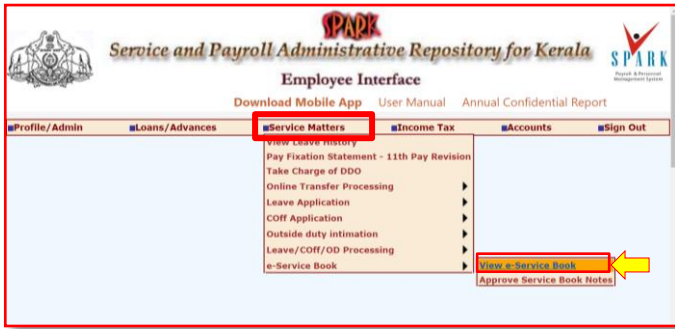 SPARK
Service and Payroll Administrative Repository for Kerala
SPARK
Payroll & Personnel
Management System
Employee Interface
Download Mobile App User Manual Annual Confidential Report
Profile/Admin Loans/Advances Service Matters Income Tax Accounts Sign Out
View Leave History
Pay Fixation Statement - 11th Pay Revision
Take Charge of DDO
Online Transfer Processing
Leave Application
COff Application
Outside duty intimation
Leave/COff/OD Processing
e-Service Book
View e-Service Book
Approve Service Book Notes